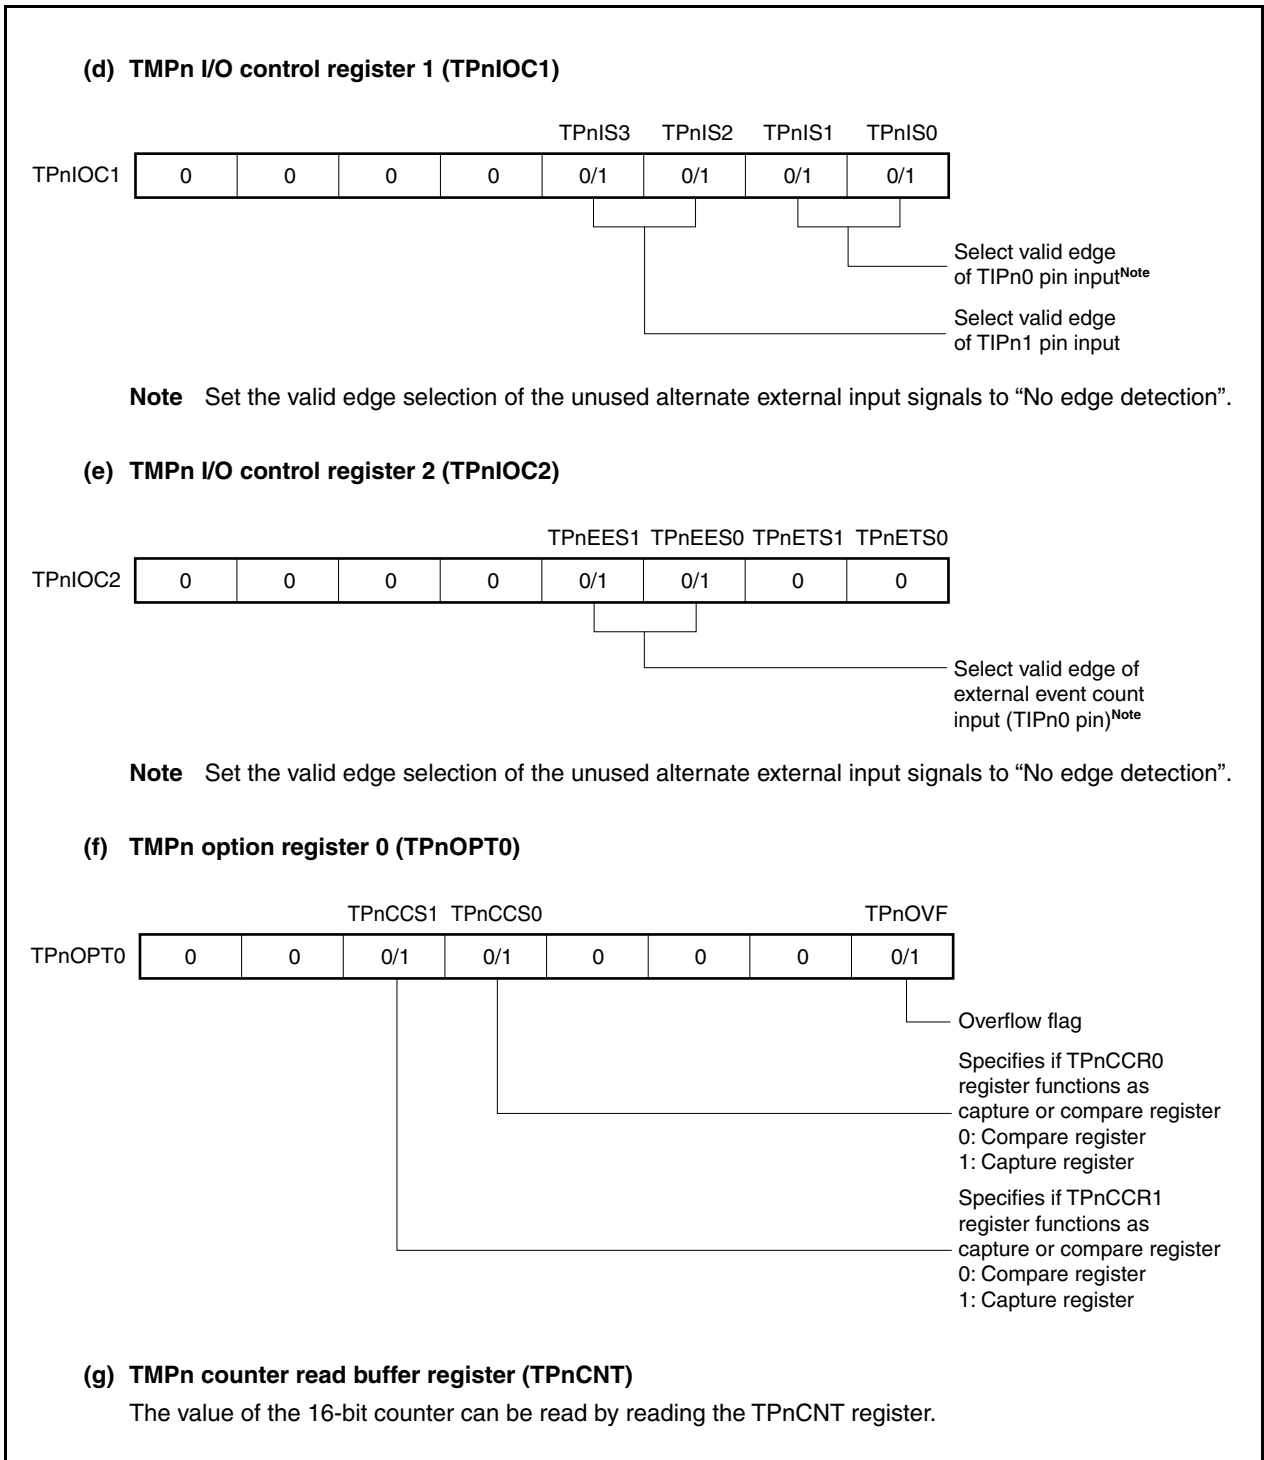 (d) TMPn I/O control register 1 (TPnIOC1)
TPnIS3 TPnIS2 TPnIS1 TPnIS0
TPnIOC1 0 0 0 0 0/1 0/1 0/1 0/1
Select valid edge
of TIPn0 pin inputNote
Select valid edge
of TIPn1 pin input
Note Set the valid edge selection of the unused alternate external input signals to “No edge detection”.
(e) TMPn I/O control register 2 (TPnIOC2)
TPnEES1 TPnEES0 TPnETS1 TPnETS0
TPnIOC2 0 0 0 0 0/1 0/1 0 0
Select valid edge of
external event count
input (TIPn0 pin)Note
Note Set the valid edge selection of the unused alternate external input signals to “No edge detection”.
(f) TMPn option register 0 (TPnOPT0)
TPnCCS1 TPnCCS0 TPnOVF
TPnOPT0 0 0 0/1 0/1 0 0 0 0/1
Overflow flag
Specifies if TPnCCR0
register functions as
capture or compare register
0: Compare register
1: Capture register
Specifies if TPnCCR1
register functions as
capture or compare register
0: Compare register
1: Capture register
(g) TMPn counter read buffer register (TPnCNT)
The value of the 16-bit counter can be read by reading the TPnCNT register.